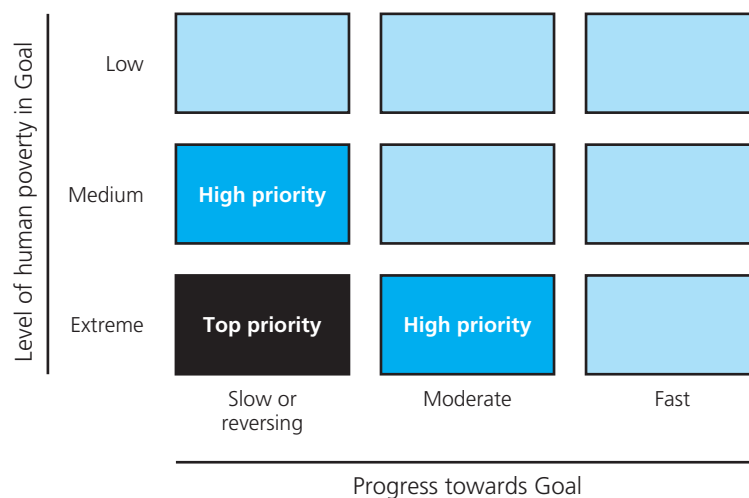 Level of human poverty in Goal
Low
Medium
High priority
Extreme
Top priority
High priority
Slow or
reversing
Moderate
Fast
Progress towards Goal